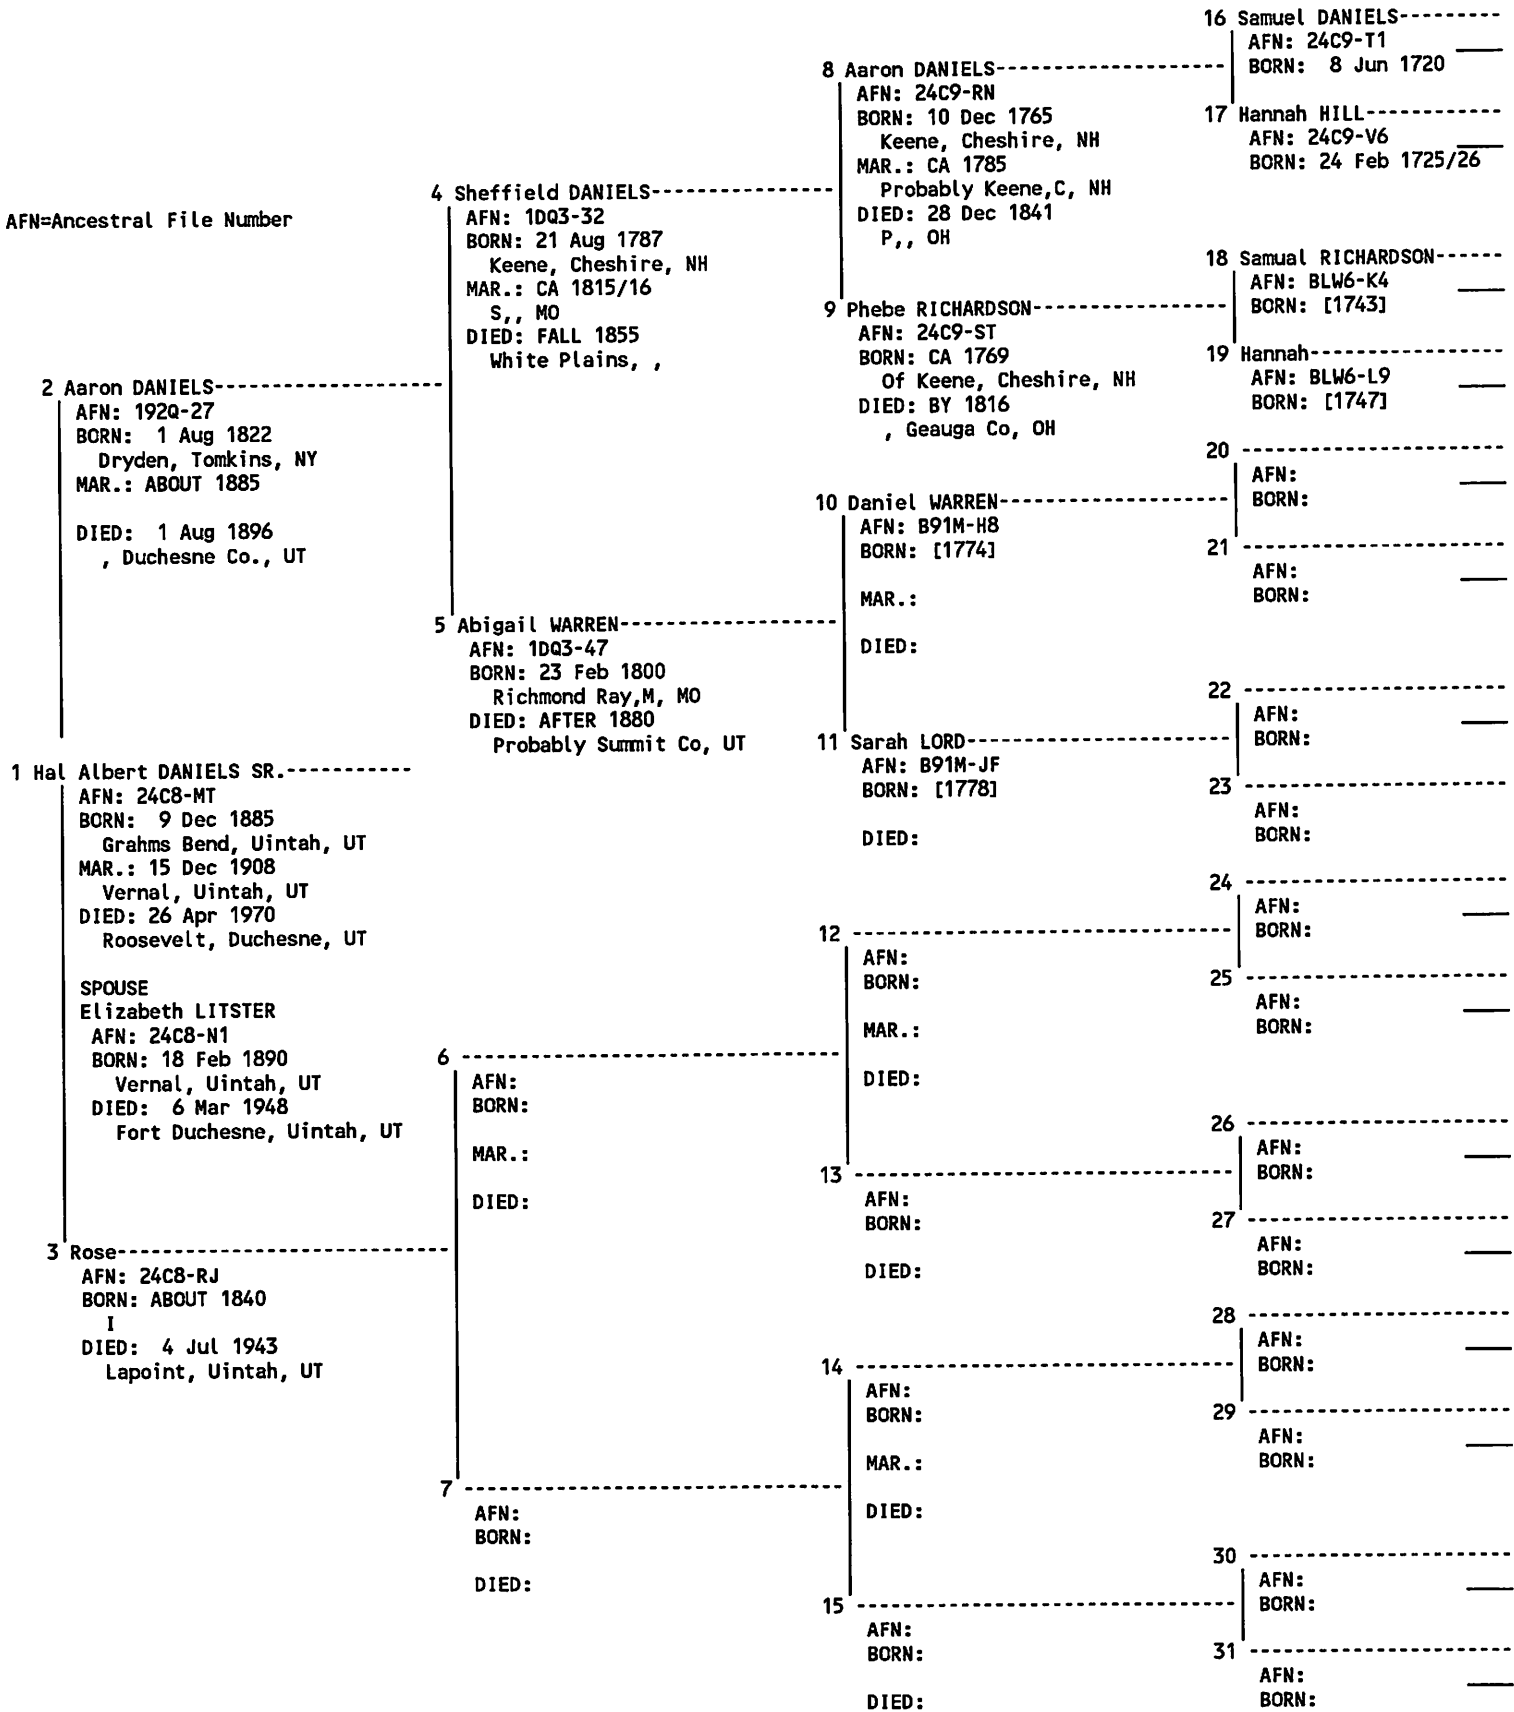 AFN=Ancestral File Number
1 Hal Albert DANIELS SR.-----------
AFN: 24C8-MT
BORN:  9 Dec 1885
Grahms Bend, Uintah, UT
MAR.: 15 Dec 1908
Vernal, Uintah, UT
DIED: 26 Apr 1970
Roosevelt, Duchesne, UT
SPOUSE
Elizabeth LITSTER
AFN: 24C8-N1
BORN: 18 Feb 1890
Vernal, Uintah, UT
DIED:  6 Mar 1948
Fort Duchesne, Uintah, UT
2 Aaron DANIELS--------------------
AFN: 192Q-27
BORN:  1 Aug 1822
Dryden, Tomkins, NY
MAR.: ABOUT 1885
DIED:  1 Aug 1896
, Duchesne Co., UT
3 Rose-----------------------------
AFN: 24C8-RJ
BORN: ABOUT 1840
I
DIED:  4 Jul 1943
Lapoint, Uintah, UT
4 Sheffield DANIELS----------------
AFN: 1DQ3-32
BORN: 21 Aug 1787
Keene, Cheshire, NH
MAR.: CA 1815/16
S,, MO
DIED: FALL 1855
White Plains, ,
5 Abigail WARREN-------------------
AFN: 1DQ3-47
BORN: 23 Feb 1800
Richmond Ray,M, MO
DIED: AFTER 1880
Probably Summit Co, UT
6 ---------------------------------
AFN:
BORN:
MAR.:
DIED:
7 ---------------------------------
AFN:
BORN:
DIED:
8 Aaron DANIELS--------------------
AFN: 24C9-RN
BORN: 10 Dec 1765
Keene, Cheshire, NH
MAR.: CA 1785
Probably Keene,C, NH
DIED: 28 Dec 1841
P,, OH
9 Phebe RICHARDSON-----------------
AFN: 24C9-ST
BORN: CA 1769
Of Keene, Cheshire, NH
DIED: BY 1816
, Geauga Co, OH
10 Daniel WARREN--------------------
AFN: B91M-H8
BORN: [1774]
MAR.:
DIED:
11 Sarah LORD-----------------------
AFN: B91M-JF
BORN: [1778]
DIED:
12 ---------------------------------
AFN:
BORN:
MAR.:
DIED:
13 ---------------------------------
AFN:
BORN:
DIED:
14 ---------------------------------
AFN:
BORN:
MAR.:
DIED:
15 ---------------------------------
AFN:
BORN:
DIED:
16 Samuel DANIELS---------
AFN: 24C9-T1
BORN:  8 Jun 1720
17 Hannah HILL------------
AFN: 24C9-V6
BORN: 24 Feb 1725/26
18 Samual RICHARDSON------
AFN: BLW6-K4
BORN: [1743]
19 Hannah-----------------
AFN: BLW6-L9
BORN: [1747]
20 -----------------------
AFN:
BORN:
21 -----------------------
AFN:
BORN:
22 -----------------------
AFN:
BORN:
23 -----------------------
AFN:
BORN:
24 -----------------------
AFN:
BORN:
25 -----------------------
AFN:
BORN:
26 -----------------------
AFN:
BORN:
27 -----------------------
AFN:
BORN:
28 -----------------------
AFN:
BORN:
29 -----------------------
AFN:
BORN:
30 -----------------------
AFN:
BORN:
31 -----------------------
AFN:
BORN: